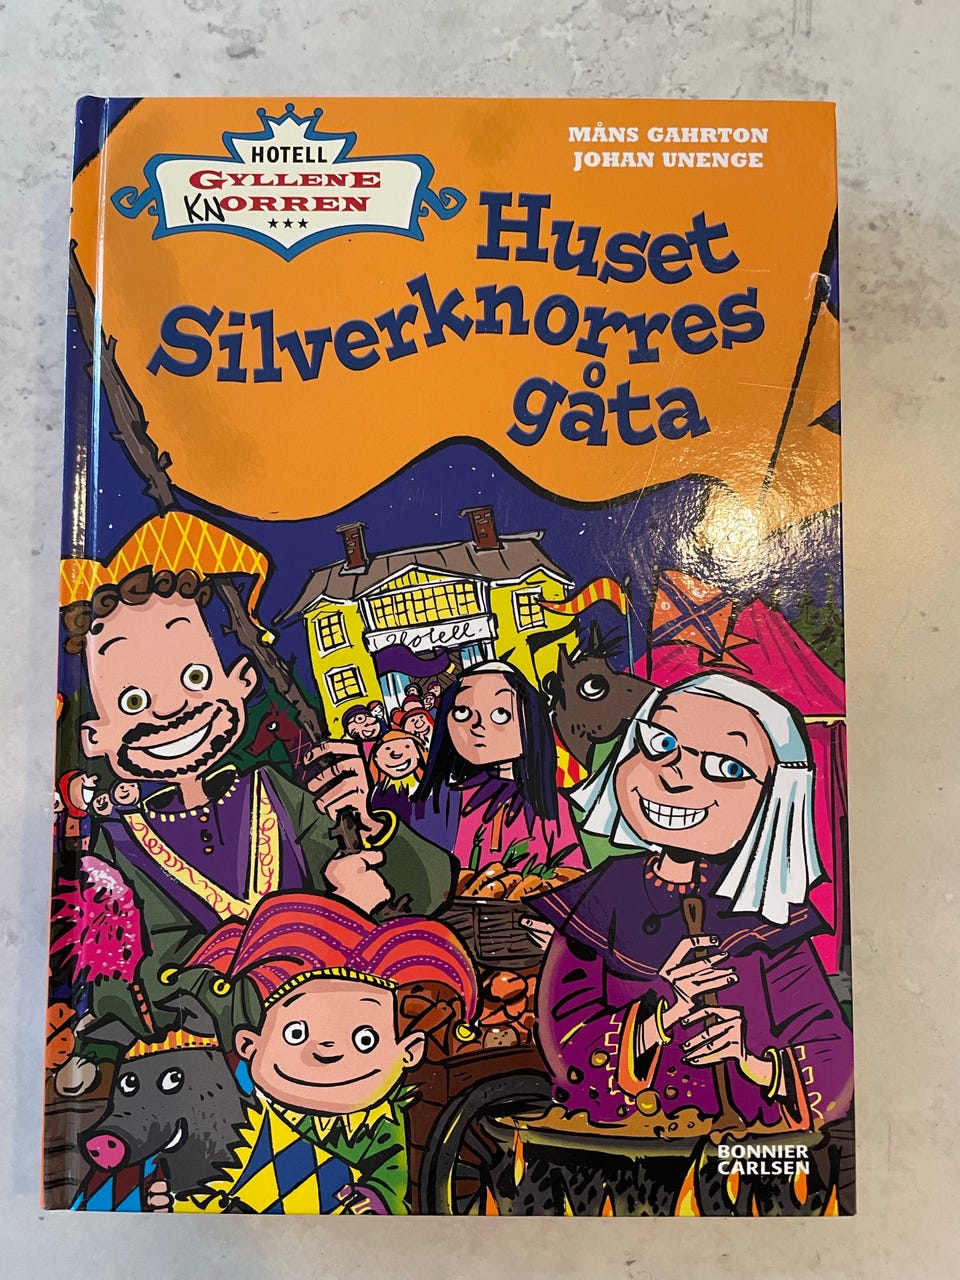 HOTELL
GYLLENE
KNORREN
MÅNS GAHRTON
JOHAN UNENGE
Huset
Silverknorres
gåta
Hotell
BONNIER
CARLSEN